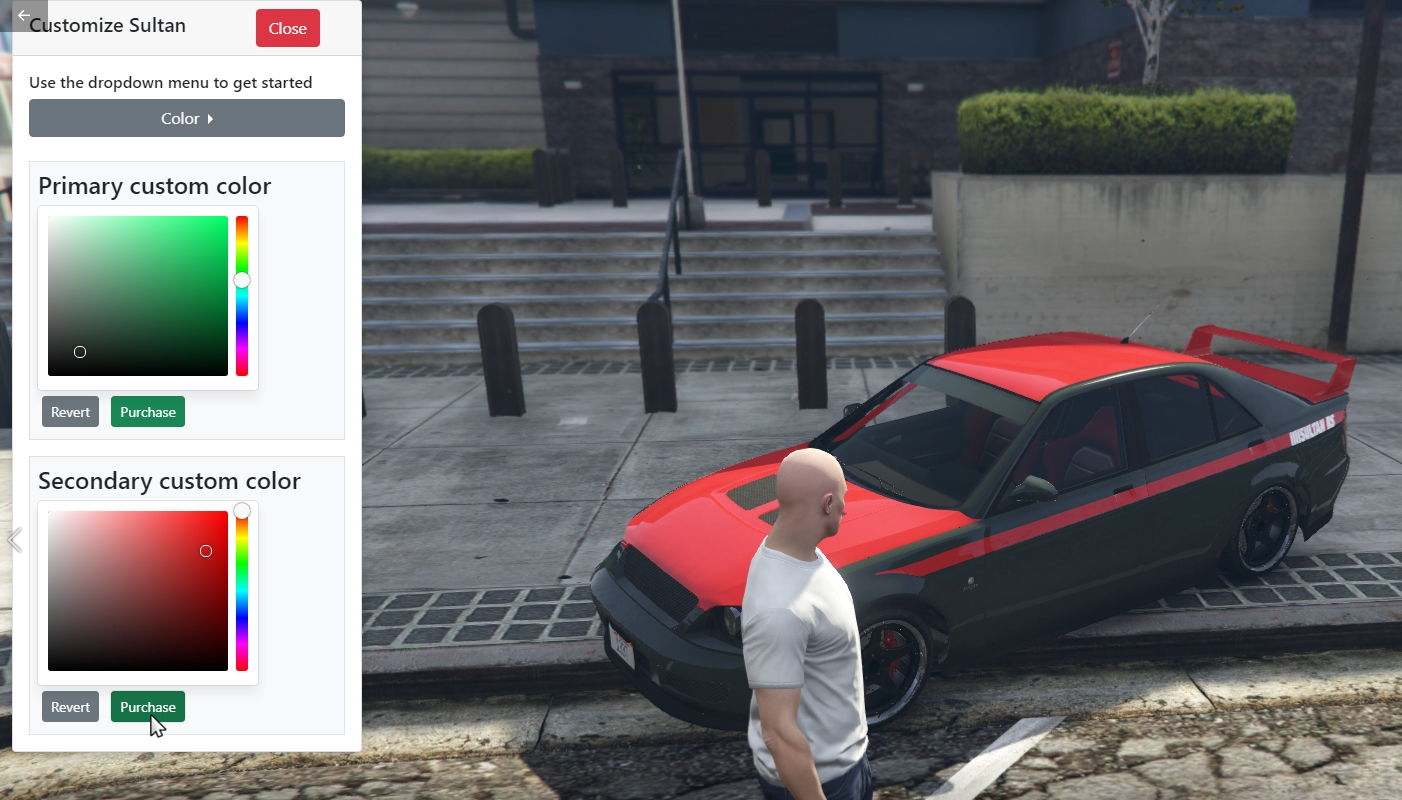 Customize Sultan
Close
Use the dropdown menu to get started
Color
Primary custom color
Revert
Purchase
Secondary custom color
Revert
Purchase